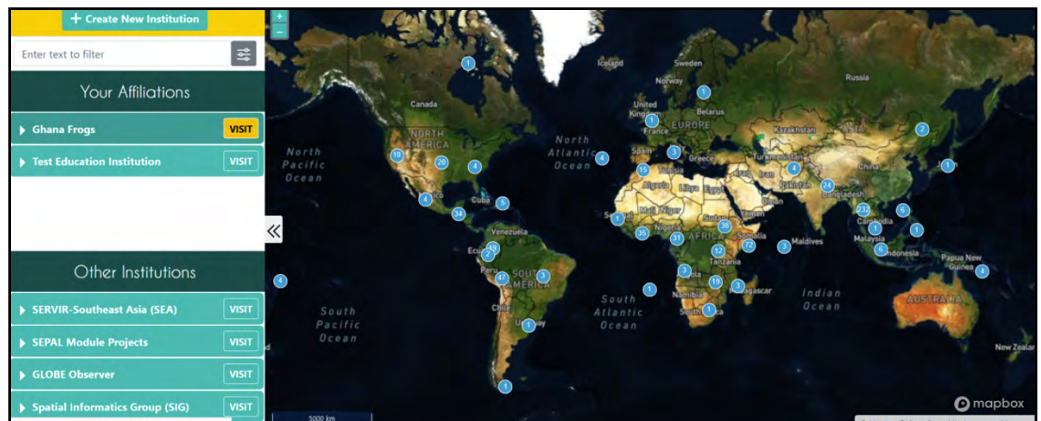 + Create New Institution
Enter text to filter
Your Affiliations
Ghana Frogs
VISIT
Test Education Institution
VISIT
Other Institutions
SERVIR-Southeast Asia (SEA)
VISIT
SEPAL Module Projects
VISIT
GLOBE Observer
VISIT
Spatial Informatics Group (SIG)
VISIT
+
−
1
Iceland
Sweden
Norway
Russia
Canada
United
Kingdom
1
1
Belarus
EUROPE
France
NORTH
AMERICA
North
Pacific
Ocean
North
Atlantic
Ocean
Kazakhstan
ASIA
2
18
20
4
4
Spain
3
Greece
15
Tunisia
Turkmenistan
4
Iraq
Iran
China
1
Algeria
Libya
Egypt
Pakistan
24
Bangladesh
4
Cuba
5
34
1
Mali
Niger
Sudan
Yemen
232
5
Cambodia
Venezuela
35
Nigeria
31
AFRICA
38
Somalia
72
3
Maldives
1
1
Malaysia
6
Indonesia
Papua New
Guinea
4
2
12
Tanzania
4
Peru
47
SOUTH
AMERICA
3
3
19
3
Madagascar
1
Namibia
1
South
Atlantic
Ocean
Indian
Ocean
AUSTRALIA
South
Pacific
Ocean
Chile
Uruguay
1
New Zealan
1
5000 km
mapbox